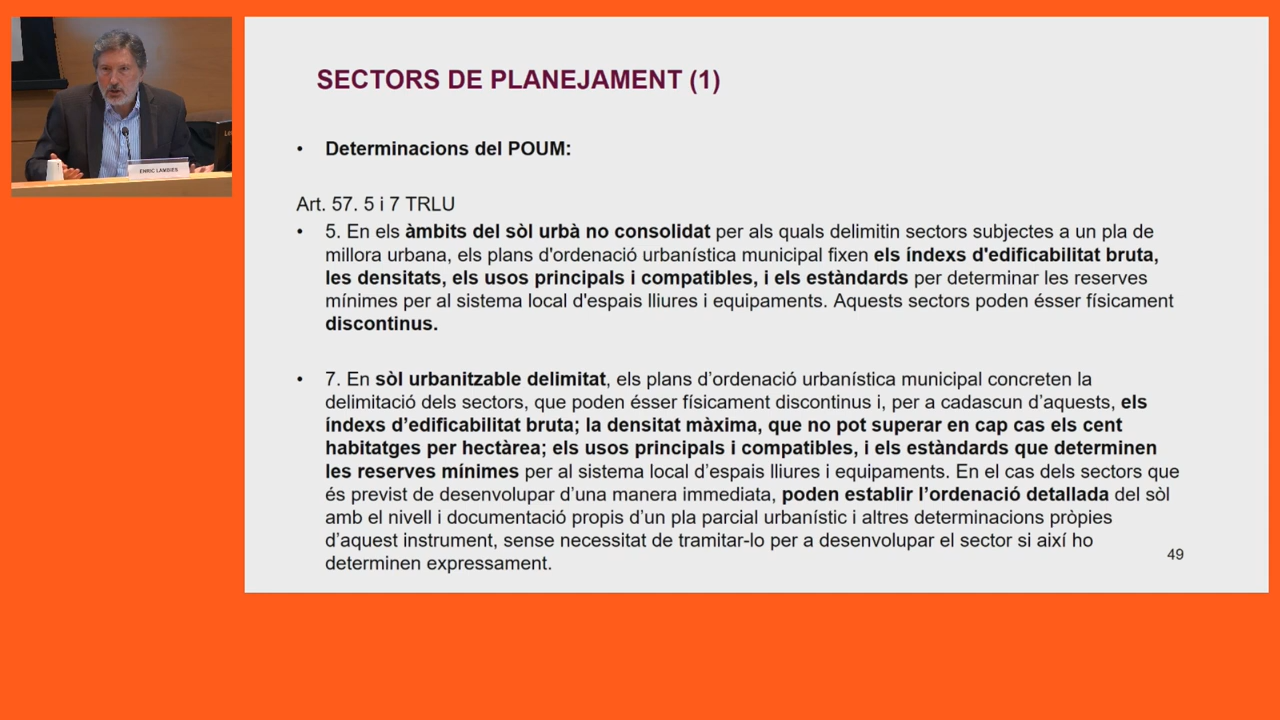 SECTORS DE PLANEJAMENT (1)
• Determinacions del POUM:
Art. 57. 5 i 7 TRLU
• 5. En els àmbits del sòl urbà no consolidat per als quals delimitin sectors subjectes a un pla de
millora urbana, els plans d'ordenació urbanística municipal fixen els índexs d'edificabilitat bruta,
les densitats, els usos principals i compatibles, i els estàndards per determinar les reserves
mínimes per al sistema local d'espais lliures i equipaments. Aquests sectors poden ésser físicament
discontinus.
• 7. En sòl urbanitzable delimitat, els plans d’ordenació urbanística municipal concreten la
delimitació dels sectors, que poden ésser físicament discontinus i, per a cadascun d’aquests, els
índexs d’edificabilitat bruta; la densitat màxima, que no pot superar en cap cas els cent
habitatges per hectàrea; els usos principals i compatibles, i els estàndards que determinen
les reserves mínimes per al sistema local d’espais lliures i equipaments. En el cas dels sectors que
és previst de desenvolupar d’una manera immediata, poden establir l’ordenació detallada del sòl
amb el nivell i documentació propis d’un pla parcial urbanístic i altres determinacions pròpies
d’aquest instrument, sense necessitat de tramitar-lo per a desenvolupar el sector si així ho
determinen expressament.
49
ENRIC LAMBIES